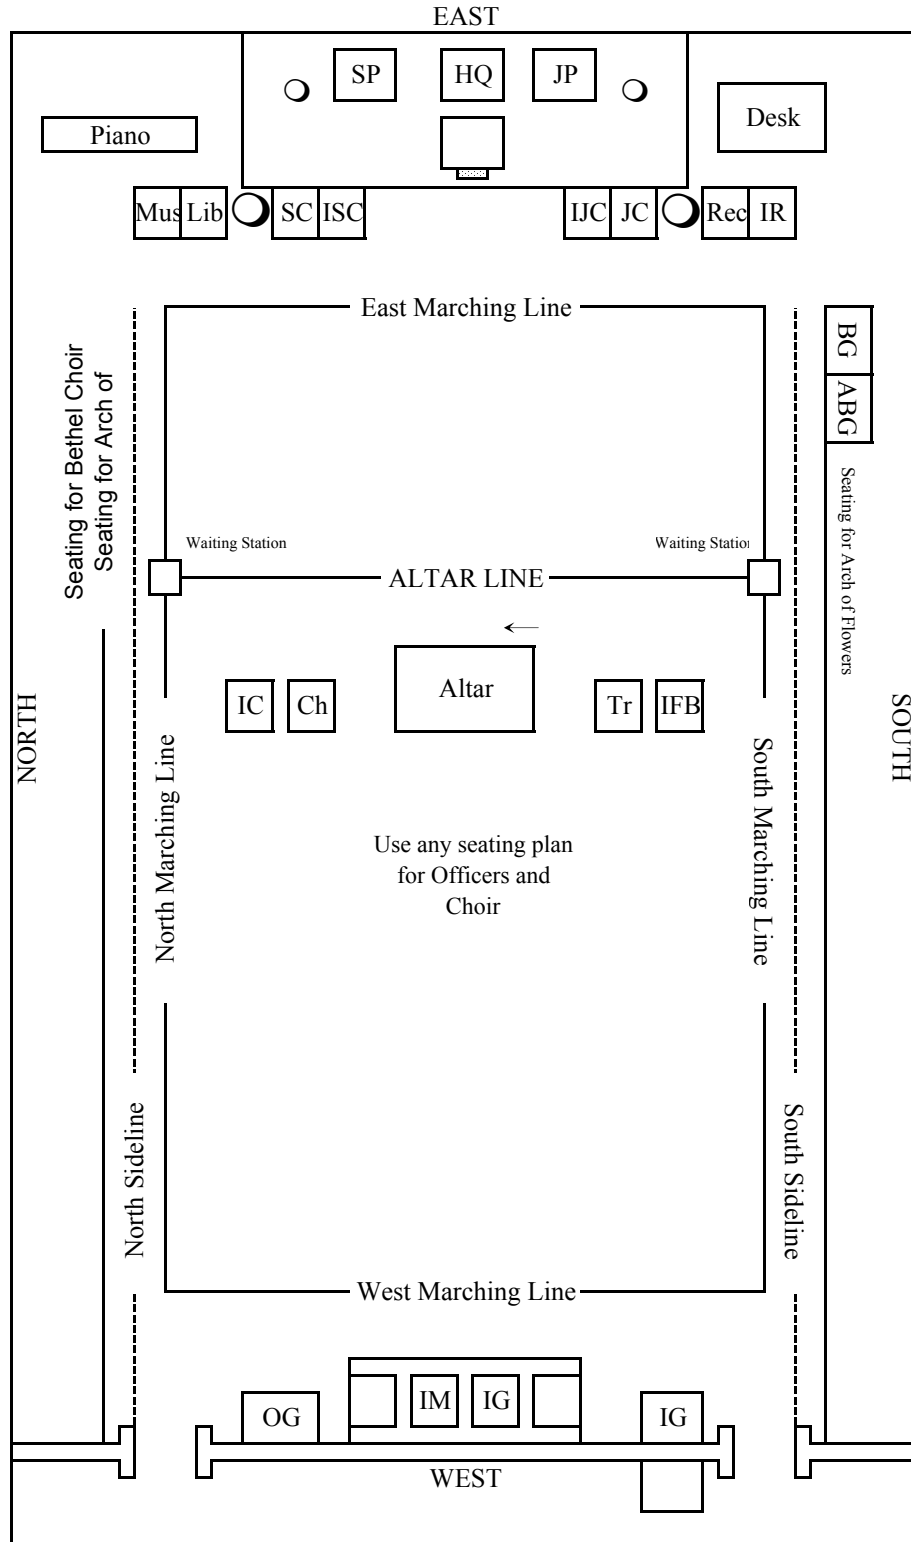 EAST
SP
HQ
JP
Desk
Piano
Mus
Lib
SC
ISC
IJC
JC
Rec
IR
East Marching Line
BG
ABG
Seating for Bethel Choir
Seating for Arch of
Seating for Arch of Flowers
Waiting Station
Waiting Station
ALTAR LINE
←
IC
Ch
Altar
Tr
IFB
NORTH
SOUTH
North Marching Line
South Marching Line
Use any seating plan
for Officers and
Choir
North Sideline
South Sideline
West Marching Line
OG
IM
IG
IG
WEST